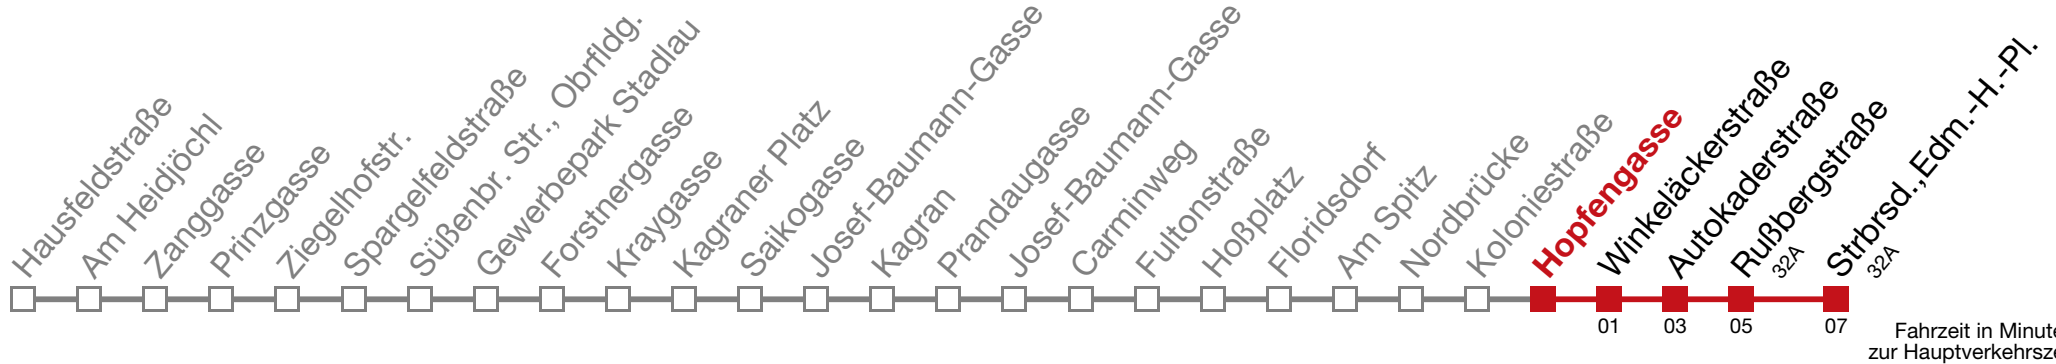 Hausfeldstraße
Am Heidjöchl
Zanggasse
Prinzgasse
Ziegelhofstr.
Spargelfeldstraße
Süßenbr. Str., Obrfldg.
Gewerbepark Stadlau
Forstnergasse
Kraygasse
Kagraner Platz
Saikogasse
Josef-Baumann-Gasse
Kagran
Prandaugasse
Josef-Baumann-Gasse
Carminweg
Fultonstraße
Hoßplatz
Floridsdorf
Am Spitz
Nordbrücke
Koloniestraße
Hopfengasse
Winkeläckerstraße
Autokaderstraße
Rußbergstraße
32A
Strbrsd.,Edm.-H.-Pl.
32A
01
03
05
07
Fahrzeit in Minute
zur Hauptverkehrsz